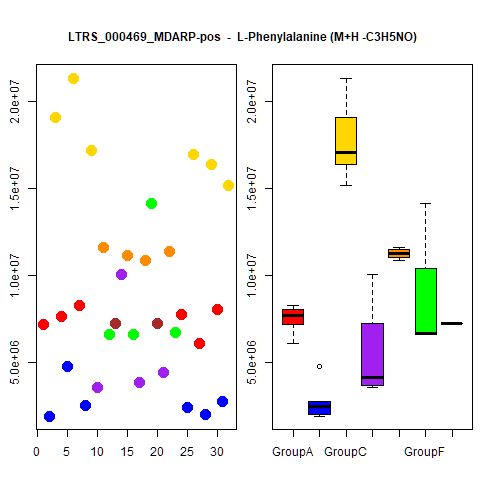 LTRS_000469_MDARP-pos - L-Phenylalanine (M+H -C3H5NO)
2.0e+07
1.5e+07
1.0e+07
5.0e+06
0 5 10 15 20 25 30
2.0e+07
1.5e+07
1.0e+07
5.0e+06
GroupA GroupC GroupF